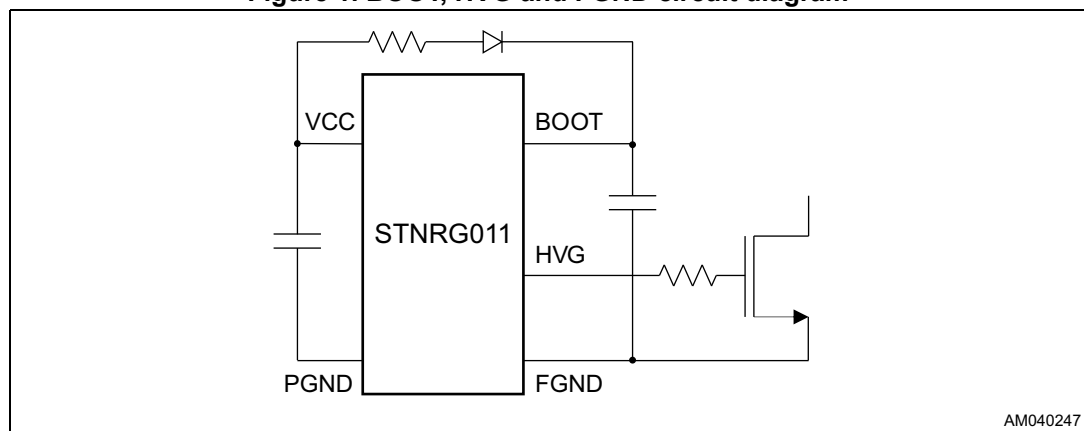 VCC
BOOT
STNRG011
HVG
PGND
FGND
AM040247